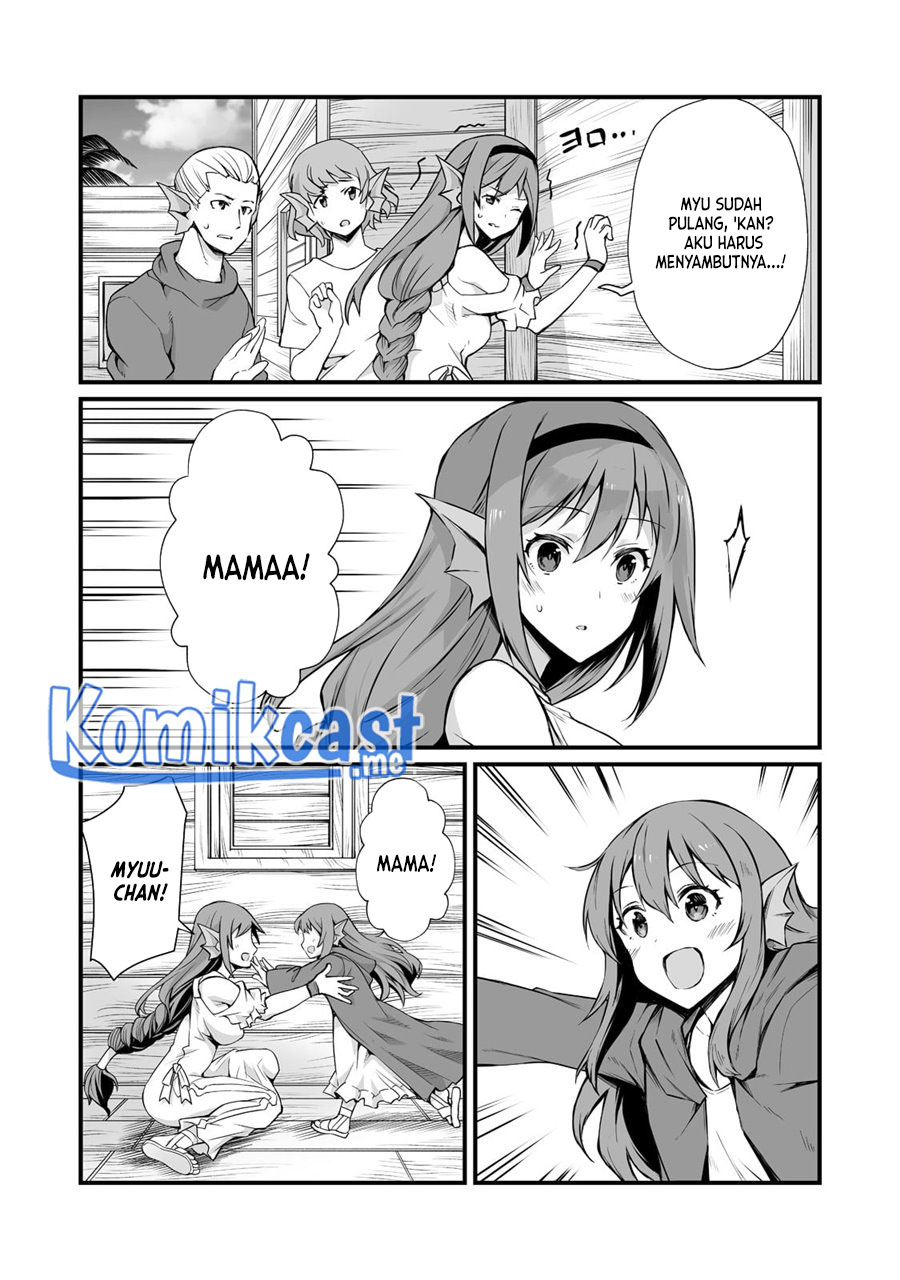 ヨロ...
MYU SUDAH
PULANG, 'KAN?
AKU HARUS
MENYAMBUTNYA...!
MAMAA!
Komikcast
.me
MAMA!
MYUU-
CHAN!